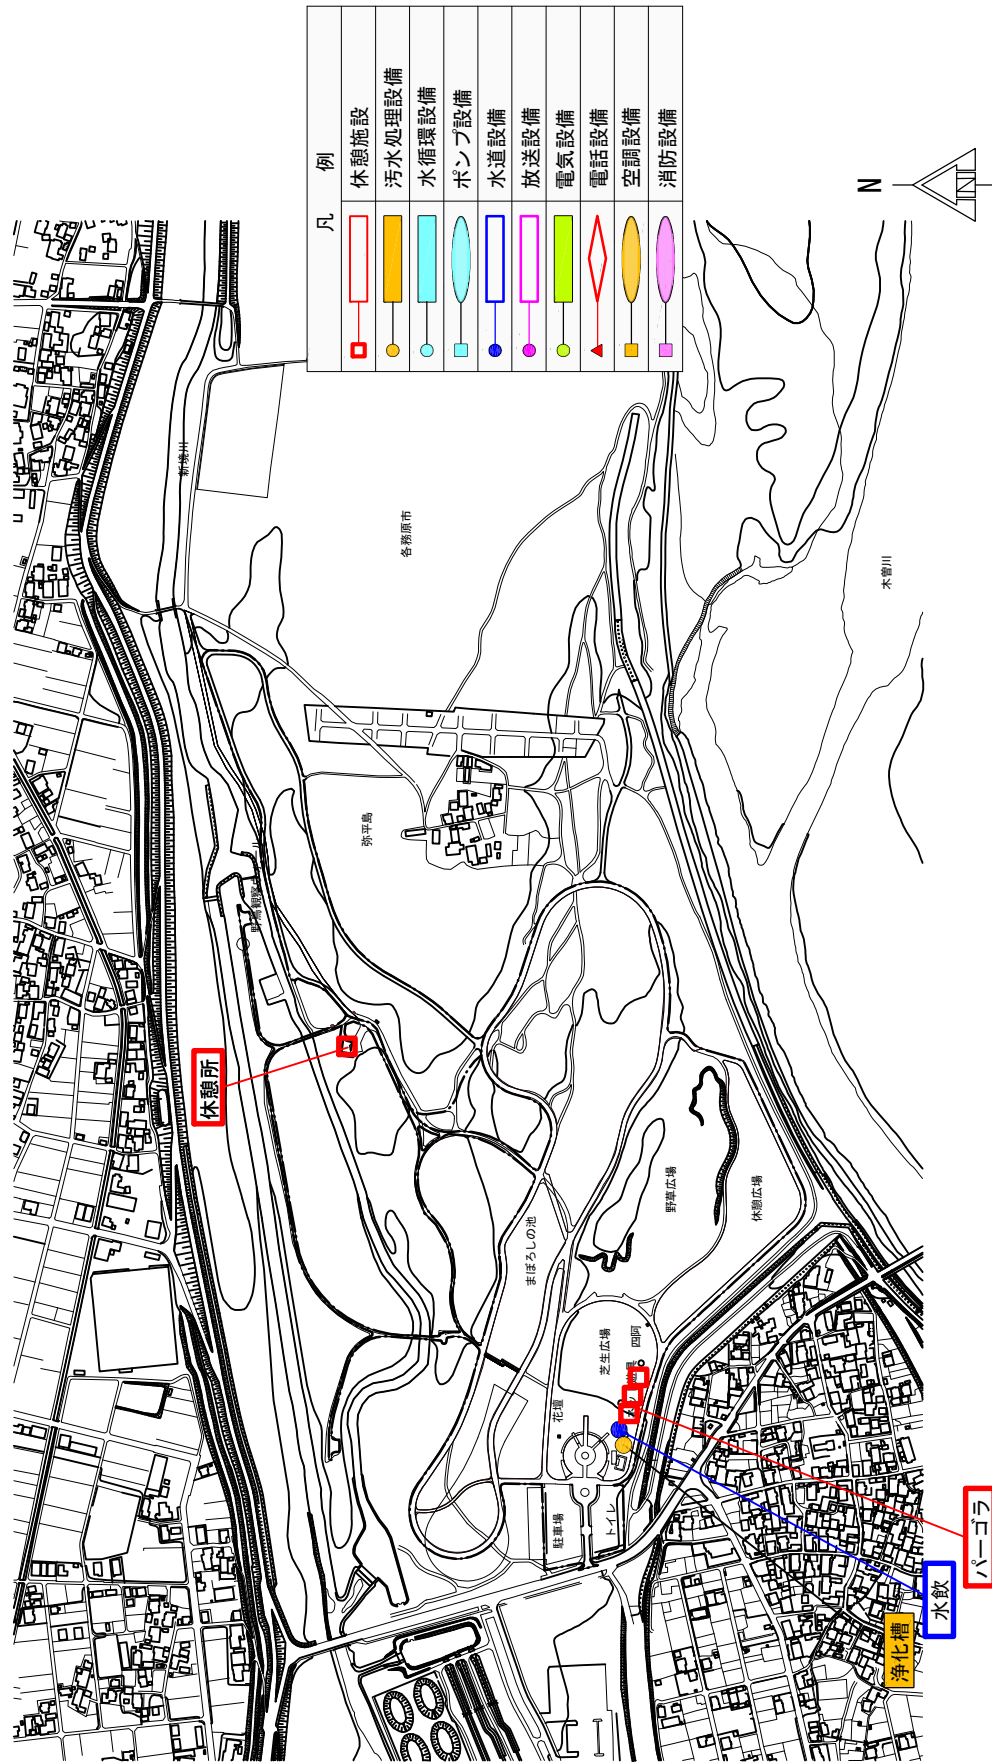 凡例
休憩施設
汚水処理設備
水循環設備
ポンプ設備
水道設備
放送設備
電気設備
電話設備
空調設備
消防設備
N
新境川
各務原市
木曽川
弥平島
休憩所
まぼろしの池
野草広場
休憩広場
芝生広場
四阿
花壇
駐車場
トイレ
パーゴラ
水飲
浄化槽